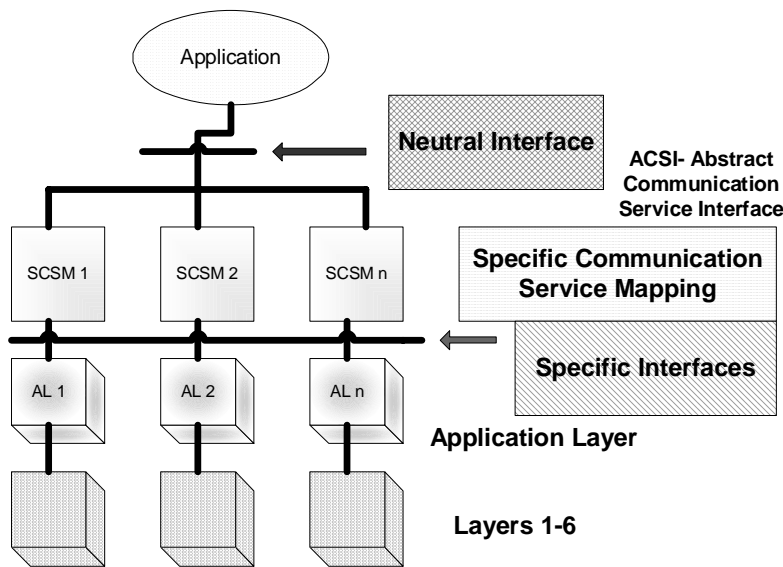 Application
Neutral Interface
ACSI- Abstract
Communication
Service Interface
SCSM 1
SCSM 2
SCSM n
Specific Communication
Service Mapping
Specific Interfaces
AL 1
AL 2
AL n
Application Layer
Layers 1-6